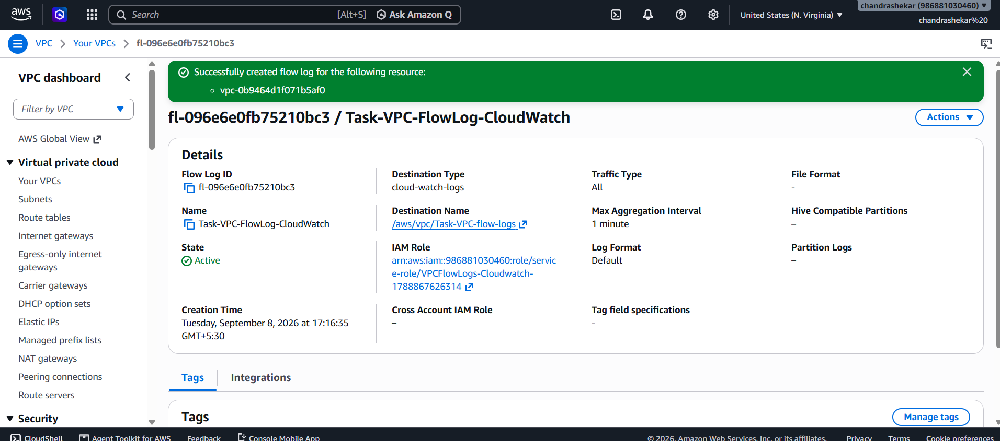 aws
Search
[Alt+S]
Ask Amazon Q
United States (N. Virginia)
chandrashekar (986881030460)
chandrashekar%20
VPC
Your VPCs
fl-096e6e0fb75210bc3
VPC dashboard
Filter by VPC
AWS Global View
Virtual private cloud
Your VPCs
Subnets
Route tables
Internet gateways
Egress-only internet
gateways
Carrier gateways
DHCP option sets
Elastic IPs
Managed prefix lists
NAT gateways
Peering connections
Route servers
Security
Successfully created flow log for the following resource:
vpc-0b9464d1f071b5af0
fl-096e6e0fb75210bc3 / Task-VPC-FlowLog-CloudWatch
Actions
Details
Flow Log ID
fl-096e6e0fb75210bc3
Destination Type
cloud-watch-logs
Traffic Type
All
File Format
-
Name
Task-VPC-FlowLog-CloudWatch
Destination Name
/aws/vpc/Task-VPC-flow-logs
Max Aggregation Interval
1 minute
Hive Compatible Partitions
–
State
Active
IAM Role
arn:aws:iam::986881030460:role/servic
e-role/VPCFlowLogs-Cloudwatch-
1788867626314
Log Format
Default
Partition Logs
–
Creation Time
Tuesday, September 8, 2026 at 17:16:35
GMT+5:30
Cross Account IAM Role
–
Tag field specifications
-
Tags
Integrations
Tags
Manage tags
CloudShell
Agent Toolkit for AWS
Feedback
Console Mobile App
© 2026, Amazon Web Services, Inc. or its affiliates.
Privacy
Terms
Cookie preferences